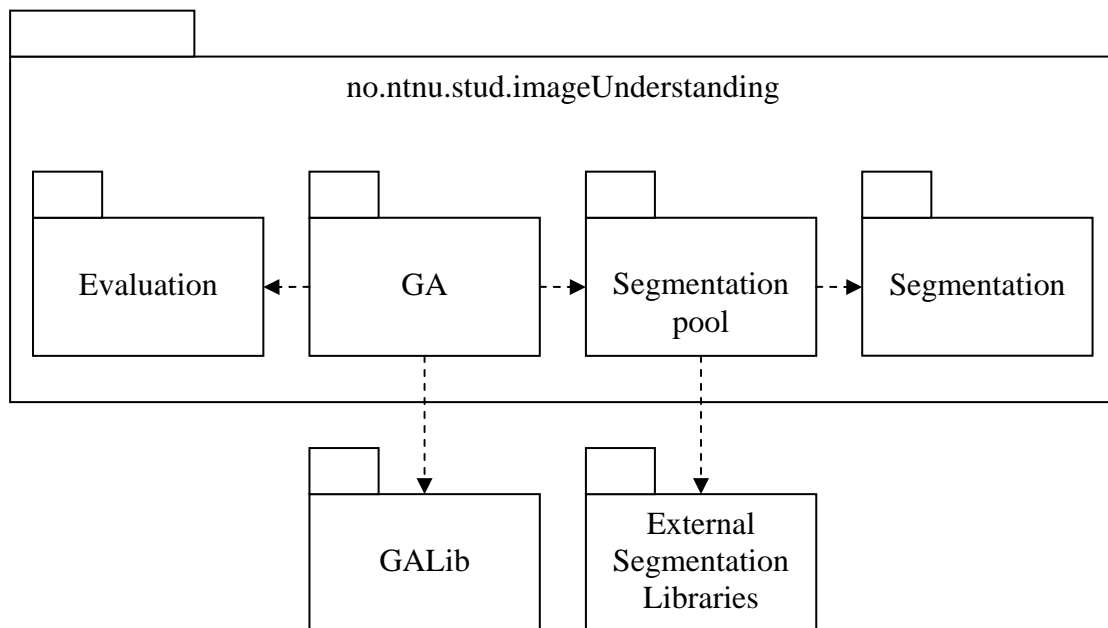 no.ntnu.stud.imageUnderstanding
Evaluation
GA
Segmentation
pool
Segmentation
GALib
External
Segmentation
Libraries